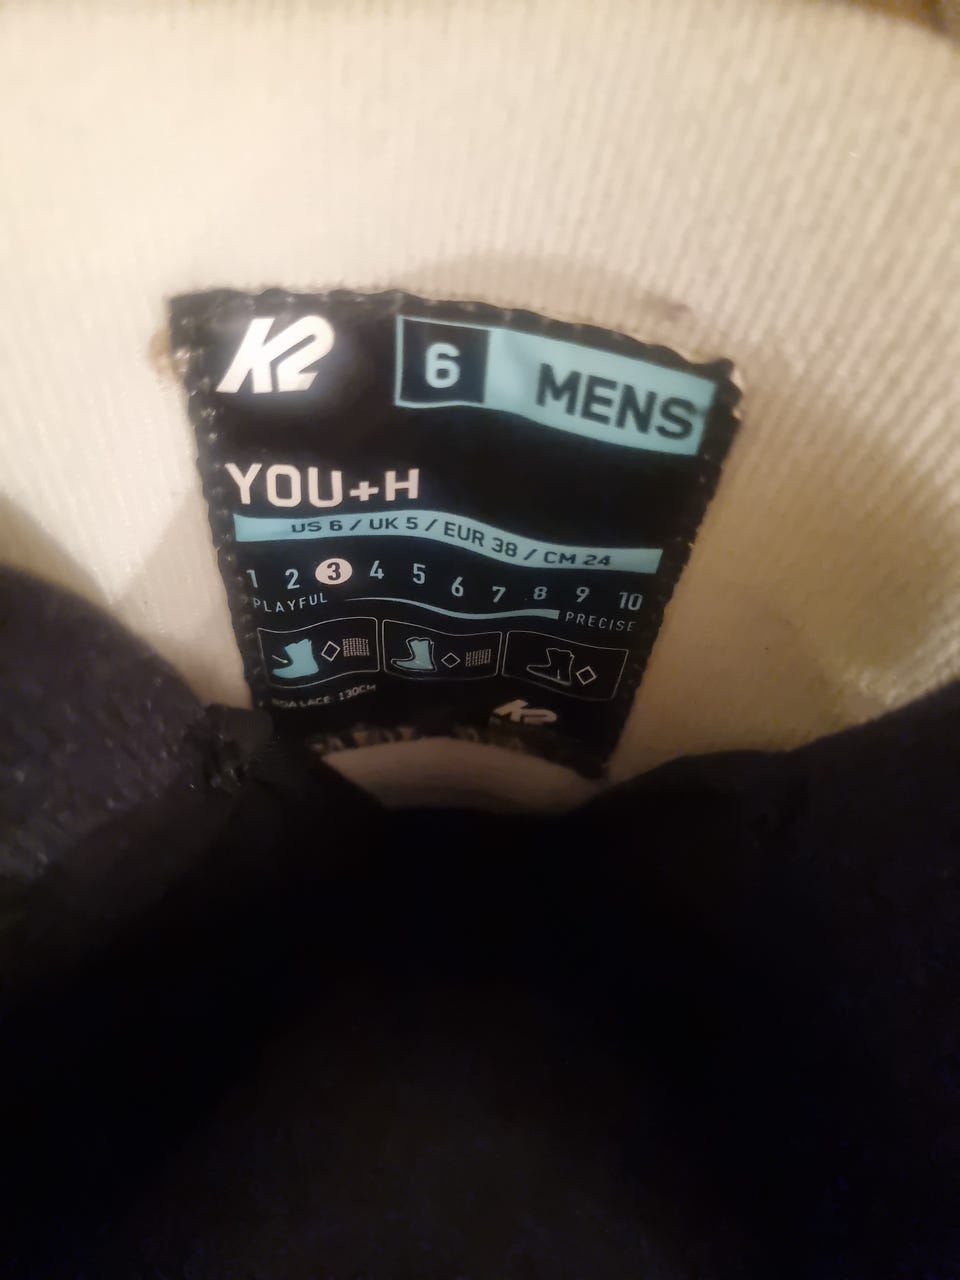 K2
6 MENS
YOU+H
US 6 / UK 5 / EUR 38 / CM 24
1 2 3 4 5 6 7 8 9 10
PLAYFUL PRECISE
BOA LACE: 130CM
K2